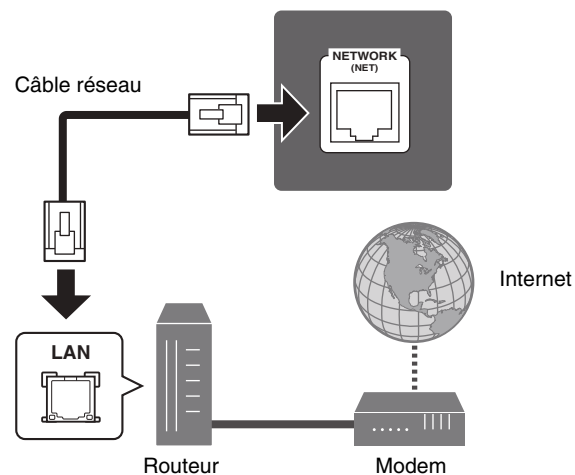 NETWORK
(NET)
Câble réseau
Internet
LAN
Routeur
Modem